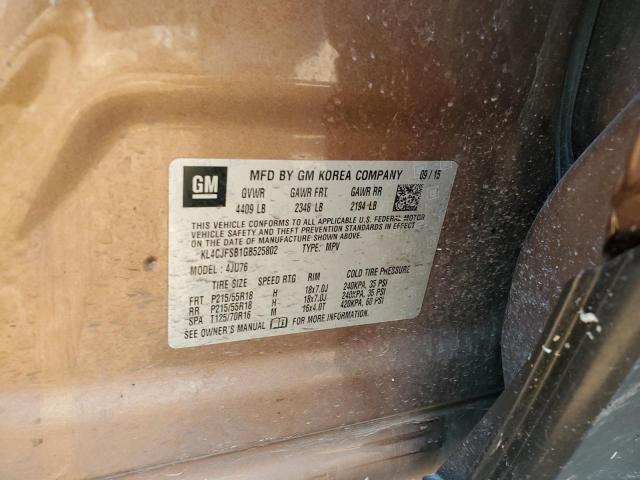 GM
MFD BY GM KOREA COMPANY 09/15
GVWR GAWR FRT GAWR RR
4409 LB 2348 LB 2194 LB
THIS VEHICLE CONFORMS TO ALL APPLICABLE U.S. FEDERAL MOTOR
VEHICLE SAFETY AND THEFT PREVENTION STANDARDS IN EFFECT
ON THE DATE OF MANUFACTURE SHOWN ABOVE.
KL4CJFSB1GB525802 TYPE: MPV
MODEL: 4JU76
TIRE SIZE SPEED RTG RIM COLD TIRE PRESSURE
FRT P215/55R18 H 18x7.0J 240KPA, 35 PSI
RR P215/55R18 H 18x7.0J 240KPA, 35 PSI
SPA T125/70R16 M 16x4.0T 420KPA, 60 PSI
SEE OWNER'S MANUAL